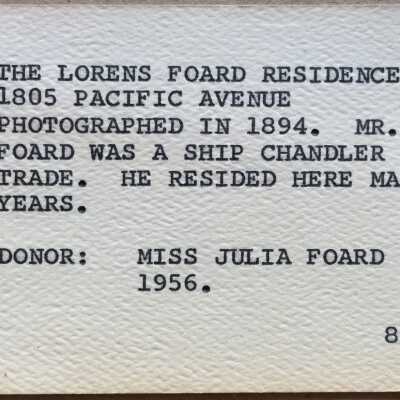 THE LORENS FOARD RESIDENCE
1805 PACIFIC AVENUE
PHOTOGRAPHED IN 1894. MR.
FOARD WAS A SHIP CHANDLER
TRADE. HE RESIDED HERE MA
YEARS.
DONOR: MISS JULIA FOARD
1956.
8